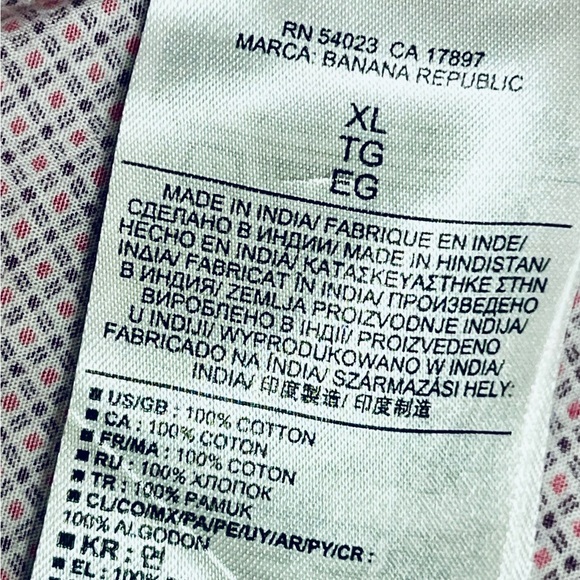 RN 54023 CA 17897
MARCA: BANANA REPUBLIC
XL
TG
EG
MADE IN INDIA/ FABRIQUE EN INDE/
СДЕЛАНО В ИНДИИ/ MADE IN HINDISTAN/
HECHO EN INDIA/ ΚΑΤΑΣΚΕΥΑΣΤΗΚΕ ΣΤΗΝ
ΙΝΔΙΑ/ FABRICAT ÎN INDIA/ ПРОИЗВЕДЕНО
В ИНДИЯ/ ZEMLJA PROIZVODNJE INDIJA/
ВИРОБЛЕНО В ІНДІЇ/ PROIZVEDENO
U INDIJI/ WYPRODUKOWANO W INDIA/
FABRICADO NA ÍNDIA/ SZÁRMAZÁSI HELY:
INDIA/ 印度製造/ 印度制造
■ US/GB : 100% COTTON
■ CA : 100% COTON
■ FR/MA : 100% COTON
■ RU : 100% ХЛОПОК
■ TR : 100% PAMUK
■ CL/CO/MX/PA/PE/UY/AR/PY/CR :
100% ALGODON
■ KR : 면
■ EL : 100%